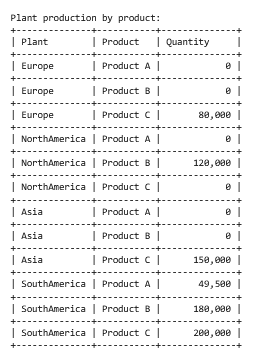 Plant production by product:
+--------------+-----------+------------+
| Plant        | Product   | Quantity   |
+--------------+-----------+------------+
| Europe       | Product A |          0 |
+--------------+-----------+------------+
| Europe       | Product B |          0 |
+--------------+-----------+------------+
| Europe       | Product C |     80,000 |
+--------------+-----------+------------+
| NorthAmerica | Product A |          0 |
+--------------+-----------+------------+
| NorthAmerica | Product B |    120,000 |
+--------------+-----------+------------+
| NorthAmerica | Product C |          0 |
+--------------+-----------+------------+
| Asia         | Product A |          0 |
+--------------+-----------+------------+
| Asia         | Product B |          0 |
+--------------+-----------+------------+
| Asia         | Product C |    150,000 |
+--------------+-----------+------------+
| SouthAmerica | Product A |     49,500 |
+--------------+-----------+------------+
| SouthAmerica | Product B |    180,000 |
+--------------+-----------+------------+
| SouthAmerica | Product C |    200,000 |
+--------------+-----------+------------+